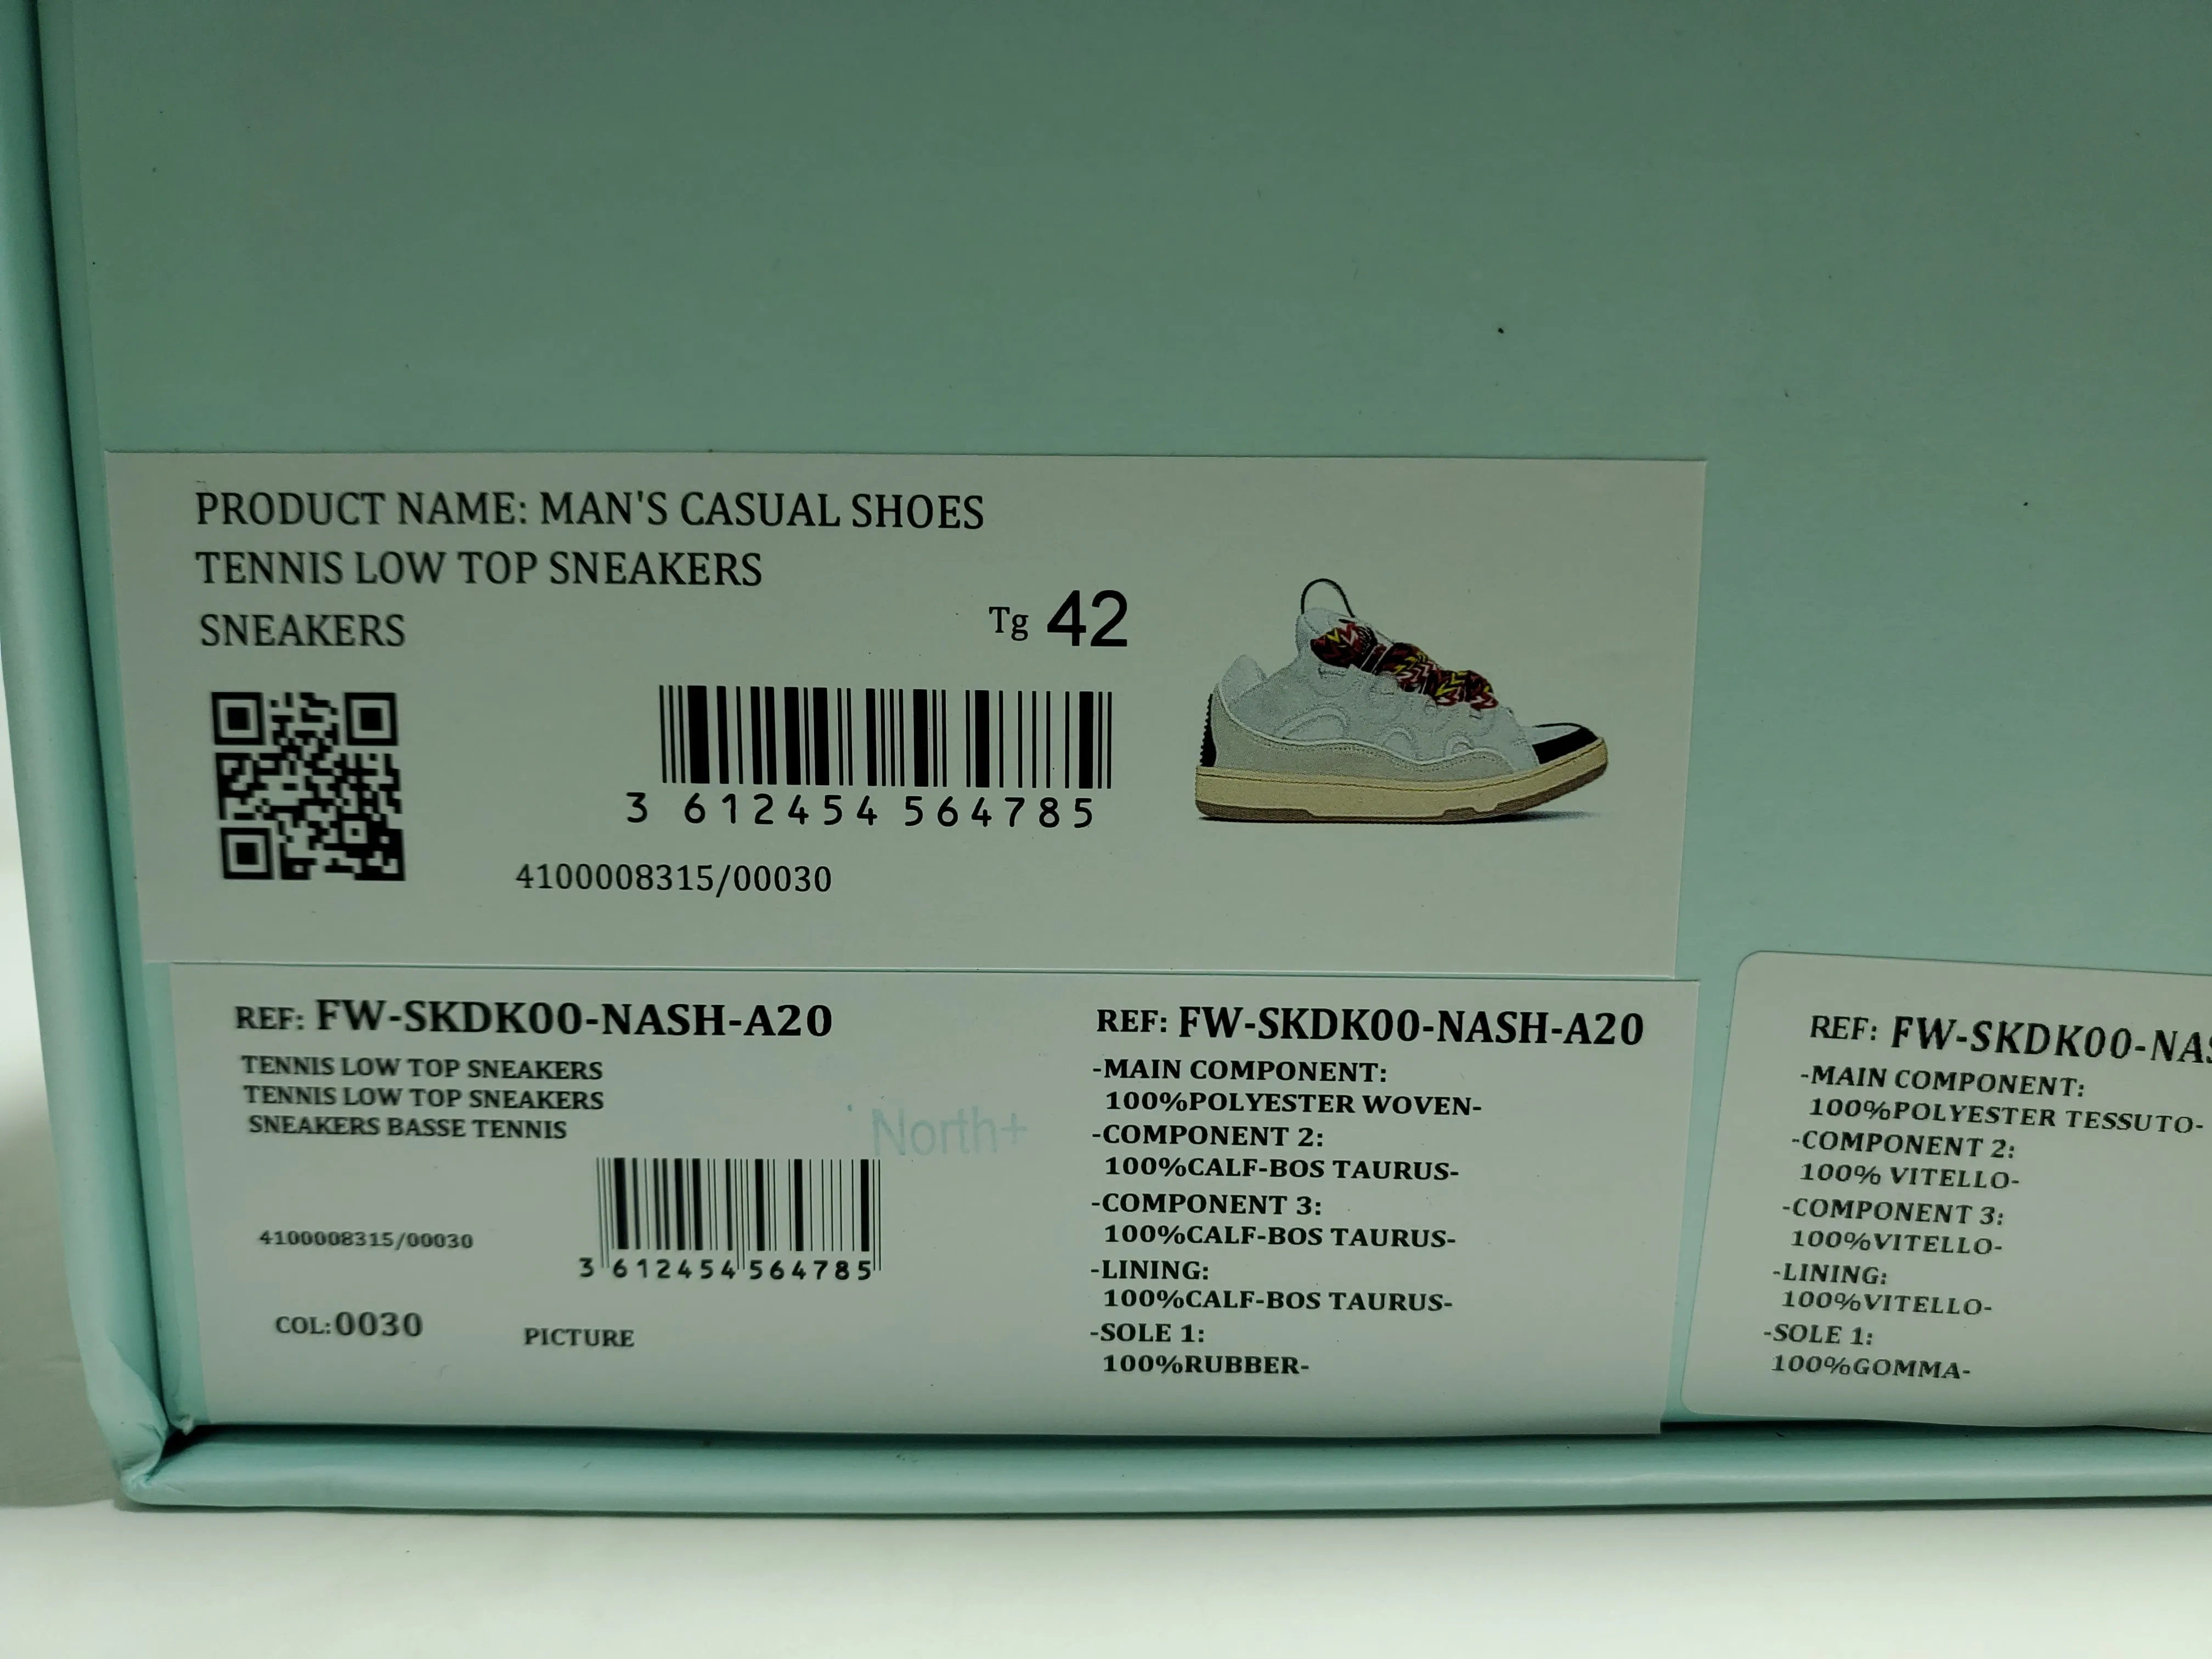 PRODUCT NAME: MAN'S CASUAL SHOES
TENNIS LOW TOP SNEAKERS
SNEAKERS
Tg 42
3 612454 564785
4100008315/00030
REF: FW-SKDK00-NASH-A20
TENNIS LOW TOP SNEAKERS
TENNIS LOW TOP SNEAKERS
SNEAKERS BASSE TENNIS
North+
4100008315/00030
3 612454 564785
COL:0030
PICTURE
REF: FW-SKDK00-NASH-A20
-MAIN COMPONENT:
100%POLYESTER WOVEN-
-COMPONENT 2:
100%CALF-BOS TAURUS-
-COMPONENT 3:
100%CALF-BOS TAURUS-
-LINING:
100%CALF-BOS TAURUS-
-SOLE 1:
100%RUBBER-
REF: FW-SKDK00-NAS
-MAIN COMPONENT:
100%POLYESTER TESSUTO-
-COMPONENT 2:
100% VITELLO-
-COMPONENT 3:
100%VITELLO-
-LINING:
100%VITELLO-
-SOLE 1:
100%GOMMA-